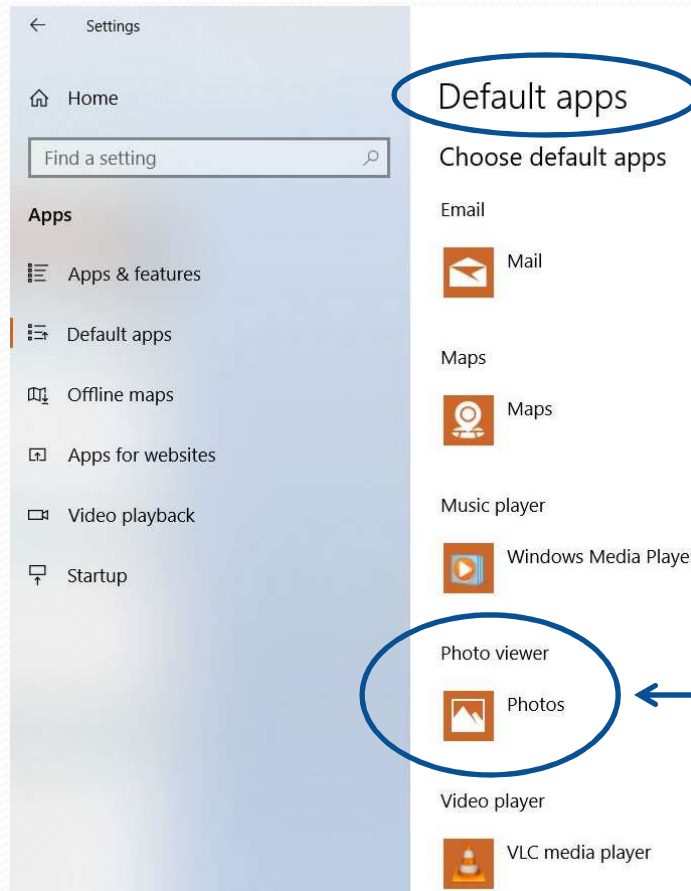 Settings
Home
Find a setting
Apps
Apps & features
Default apps
Offline maps
Apps for websites
Video playback
Startup
Default apps
Choose default apps
Email
Mail
Maps
Maps
Music player
Windows Media Playe
Photo viewer
Photos
Video player
VLC media player